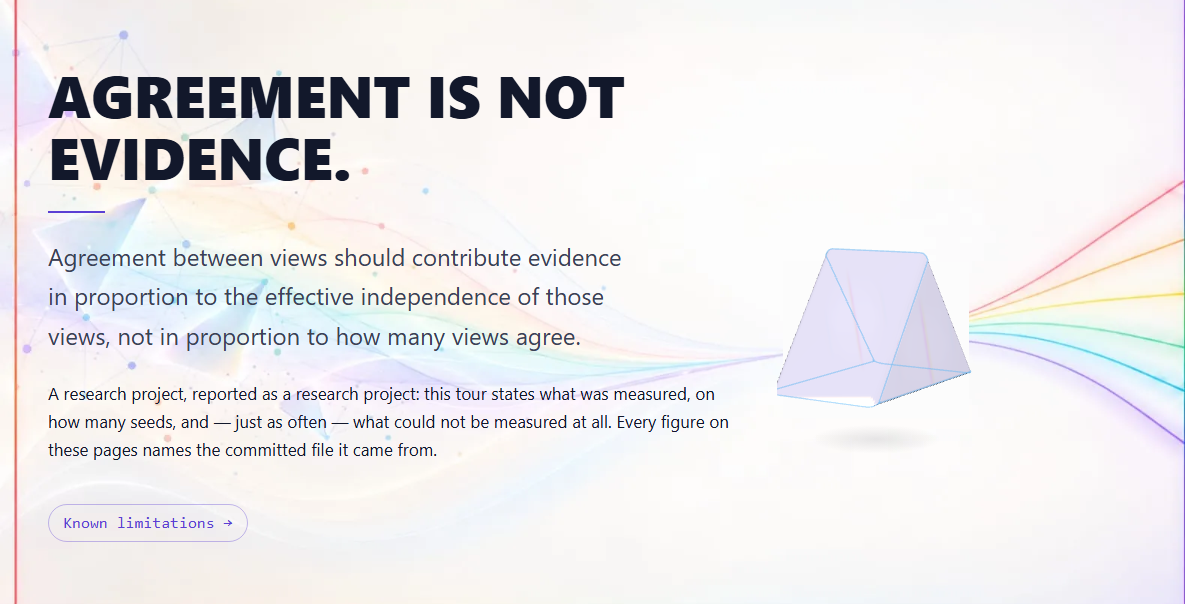 AGREEMENT IS NOT
EVIDENCE.
Agreement between views should contribute evidence
in proportion to the effective independence of those
views, not in proportion to how many views agree.
A research project, reported as a research project: this tour states what was measured, on
how many seeds, and — just as often — what could not be measured at all. Every figure on
these pages names the committed file it came from.
Known limitations →